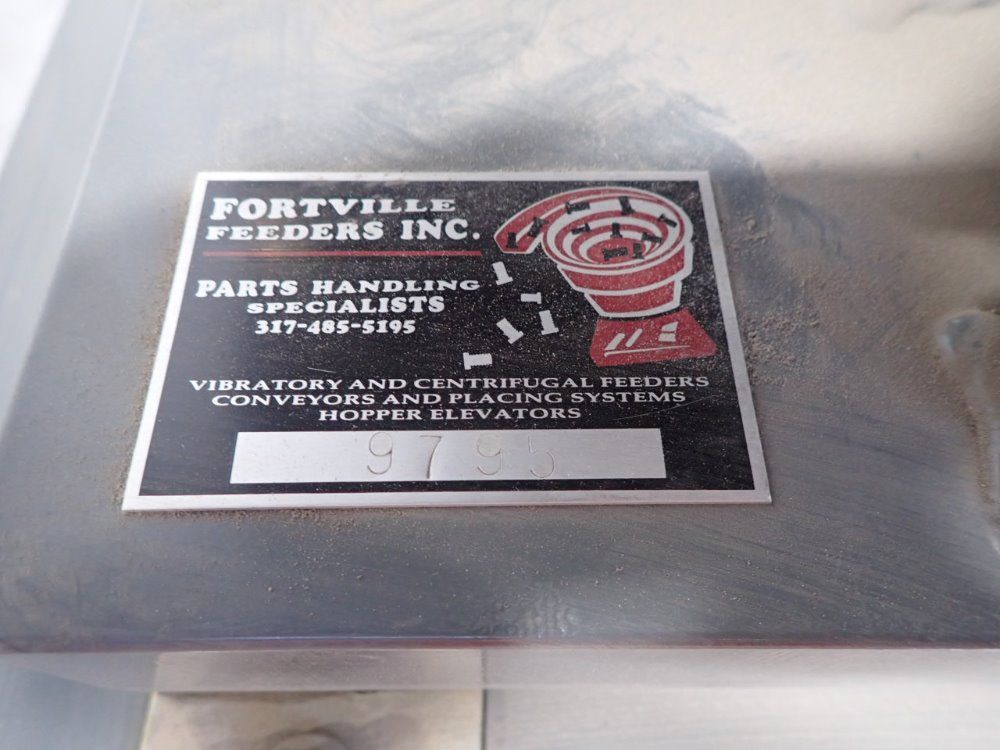 FORTVILLE
FEEDERS INC.
PARTS HANDLING
SPECIALISTS
317-485-5195
VIBRATORY AND CENTRIFUGAL FEEDERS
CONVEYORS AND PLACING SYSTEMS
HOPPER ELEVATORS
9795